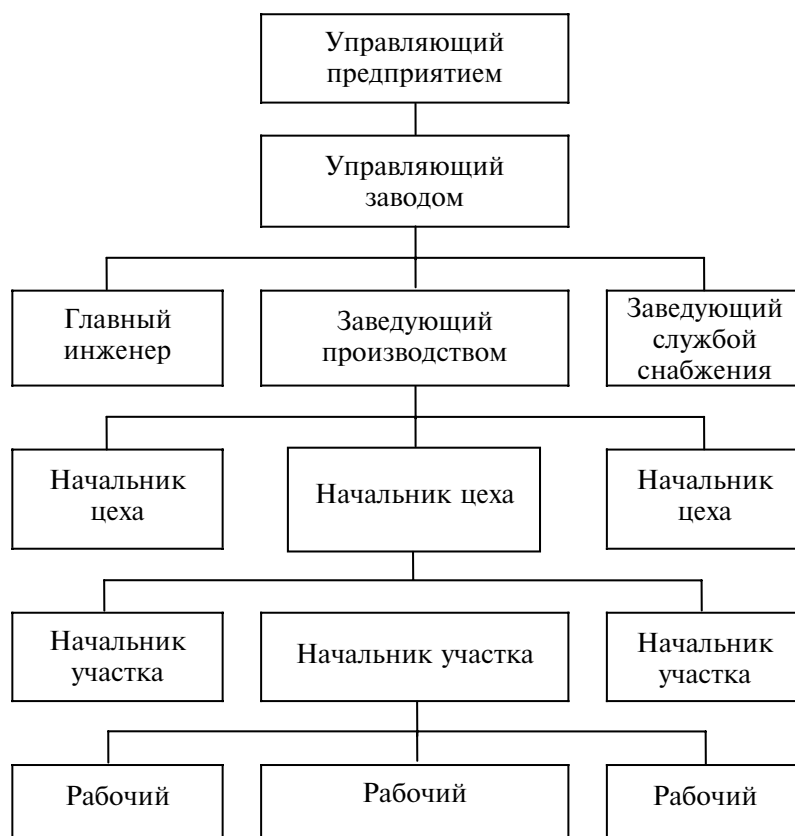 Управляющий
предприятием
Управляющий
заводом
Главный
инженер
Заведующий
производством
Заведующий
службой
снабжения
Начальник
цеха
Начальник цеха
Начальник
цеха
Начальник
участка
Начальник участка
Начальник
участка
Рабочий
Рабочий
Рабочий